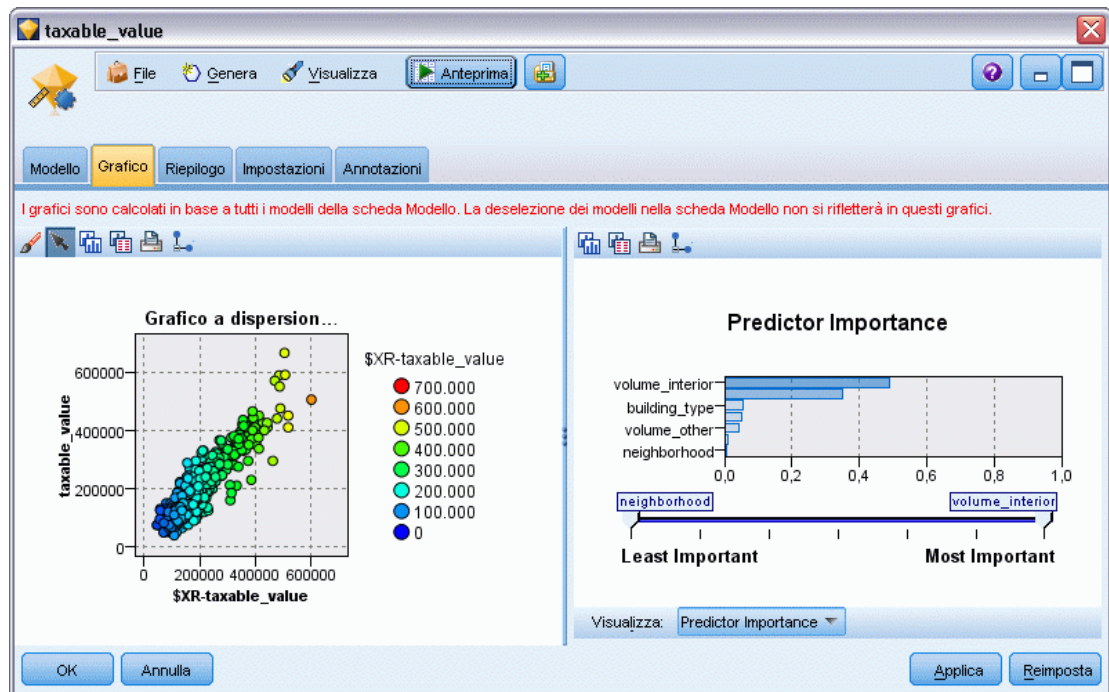 taxable_value
File Genera Visualizza Anteprima
Modello Grafico Riepilogo Impostazioni Annotazioni
I grafici sono calcolati in base a tutti i modelli della scheda Modello. La deselezione dei modelli nella scheda Modello non si rifletterà in questi grafici.
Grafico a dispersion...
taxable_value
600000
400000
200000
0
0 200000 400000 600000
$XR-taxable_value
$XR-taxable_value
700.000
600.000
500.000
400.000
300.000
200.000
100.000
0
Predictor Importance
volume_interior
building_type
volume_other
neighborhood
0,0 0,2 0,4 0,6 0,8 1,0
neighborhood volume_interior
Least Important Most Important
Visualizza: Predictor Importance
OK Annulla Applica Reimposta